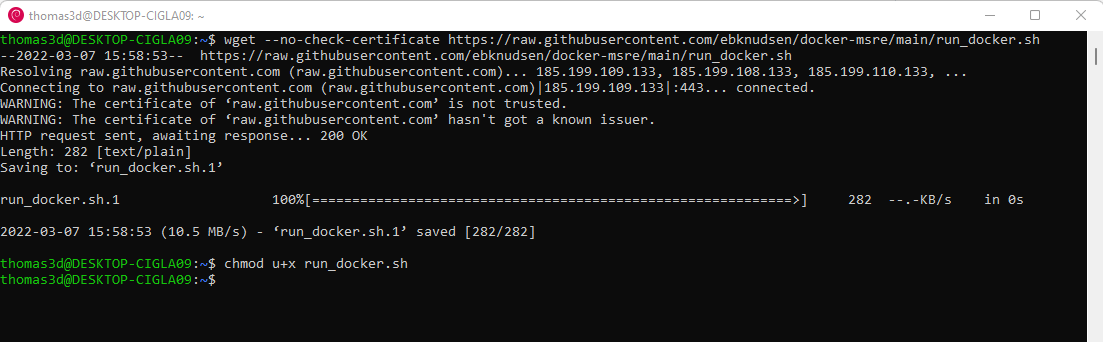 thomas3d@DESKTOP-CIGLA09: ~
thomas3d@DESKTOP-CIGLA09:~$ wget --no-check-certificate https://raw.githubusercontent.com/ebknudsen/docker-msre/main/run_docker.sh
--2022-03-07 15:58:53--  https://raw.githubusercontent.com/ebknudsen/docker-msre/main/run_docker.sh
Resolving raw.githubusercontent.com (raw.githubusercontent.com)... 185.199.109.133, 185.199.108.133, 185.199.110.133, ...
Connecting to raw.githubusercontent.com (raw.githubusercontent.com)|185.199.109.133|:443... connected.
WARNING: The certificate of ‘raw.githubusercontent.com’ is not trusted.
WARNING: The certificate of ‘raw.githubusercontent.com’ hasn't got a known issuer.
HTTP request sent, awaiting response... 200 OK
Length: 282 [text/plain]
Saving to: ‘run_docker.sh.1’
run_docker.sh.1                   100%[============================================================>]     282  --.-KB/s    in 0s
2022-03-07 15:58:53 (10.5 MB/s) - ‘run_docker.sh.1’ saved [282/282]
thomas3d@DESKTOP-CIGLA09:~$ chmod u+x run_docker.sh
thomas3d@DESKTOP-CIGLA09:~$